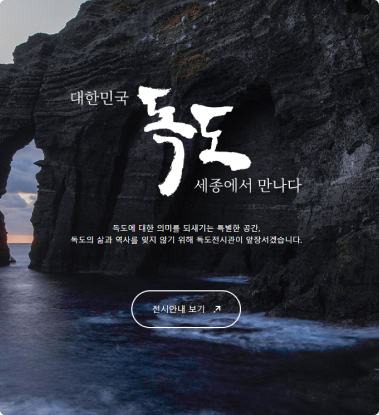 대한민국
독도
세종에서 만나다
독도에 대한 의미를 되새기는 특별한 공간,
독도의 삶과 역사를 잊지 않기 위해 독도전시관이 앞장서겠습니다.
전시안내 보기